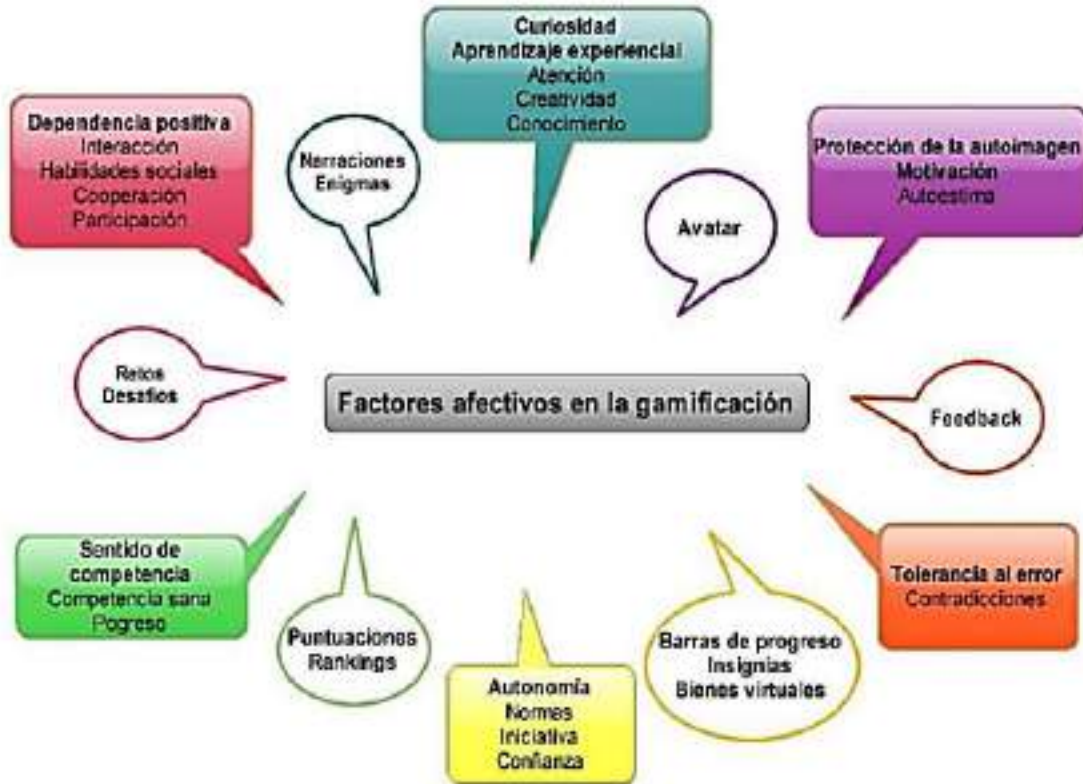 Curiosidad
Aprendizaje experiencial
Atención
Creatividad
Conocimiento
Dependencia positiva
Interacción
Habilidades sociales
Cooperación
Participación
Narraciones
Enigmas
Avatar
Protección de la autoimagen
Motivación
Autoestima
Retos
Desafíos
Factores afectivos en la gamificación
Feedback
Sentido de
competencia
Competencia sana
Pogreso
Puntuaciones
Rankings
Autonomía
Normas
Iniciativa
Confianza
Barras de progreso
Insignias
Bienes virtuales
Tolerancia al error
Contradicciones